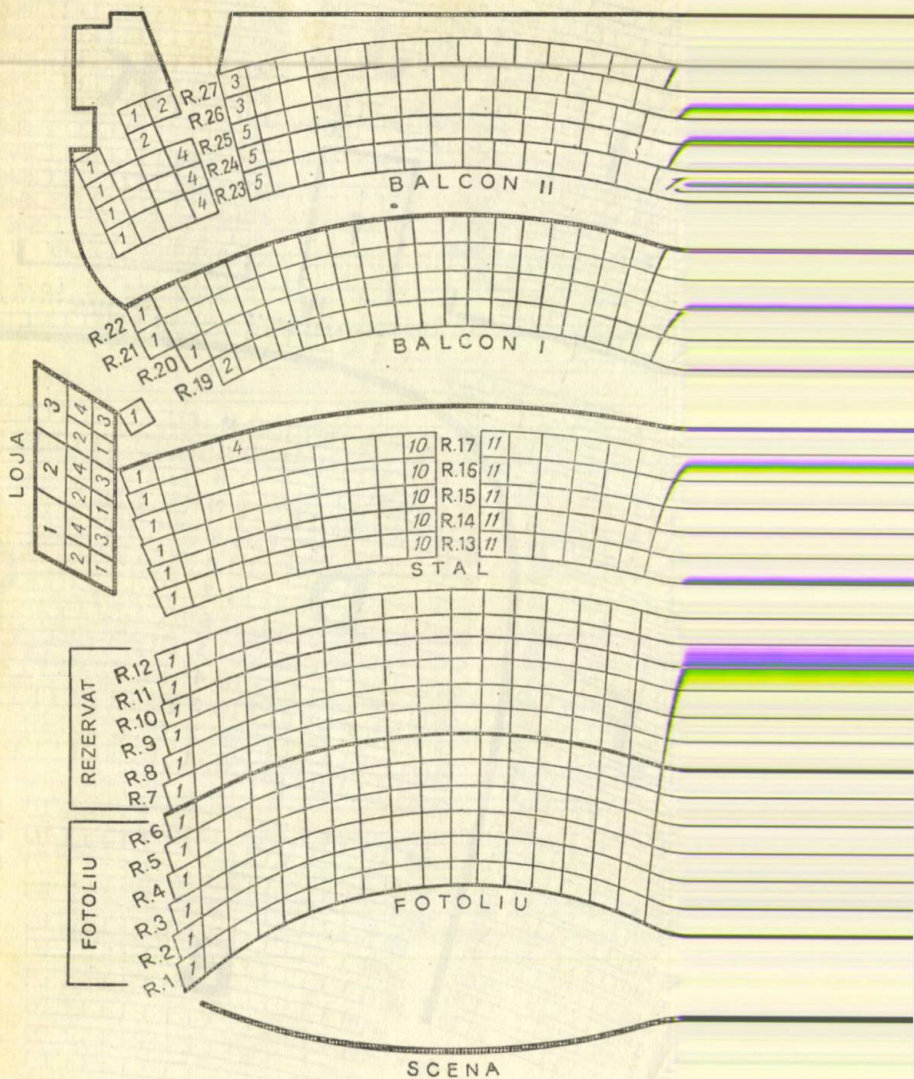 1 2 R.27 3
2 R.26 3
1 4 R.25 5
1 4 R.24 5
1 4 R.23 5
1
BALCON II
R.22 1
R.21 1
R.20 1
R.19 2
BALCON I
LOJA
3 4 3
2 1
2 4 3
2 1
1 4 3
2 1
1
1 4 10 R.17 11
1 10 R.16 11
1 10 R.15 11
1 10 R.14 11
1 10 R.13 11
1
STAL
REZERVAT
R.12 1
R.11 1
R.10 1
R.9 1
R.8 1
R.7 1
FOTOLIU
R.6 1
R.5 1
R.4 1
R.3 1
R.2 1
R.1 1
FOTOLIU
SCENA